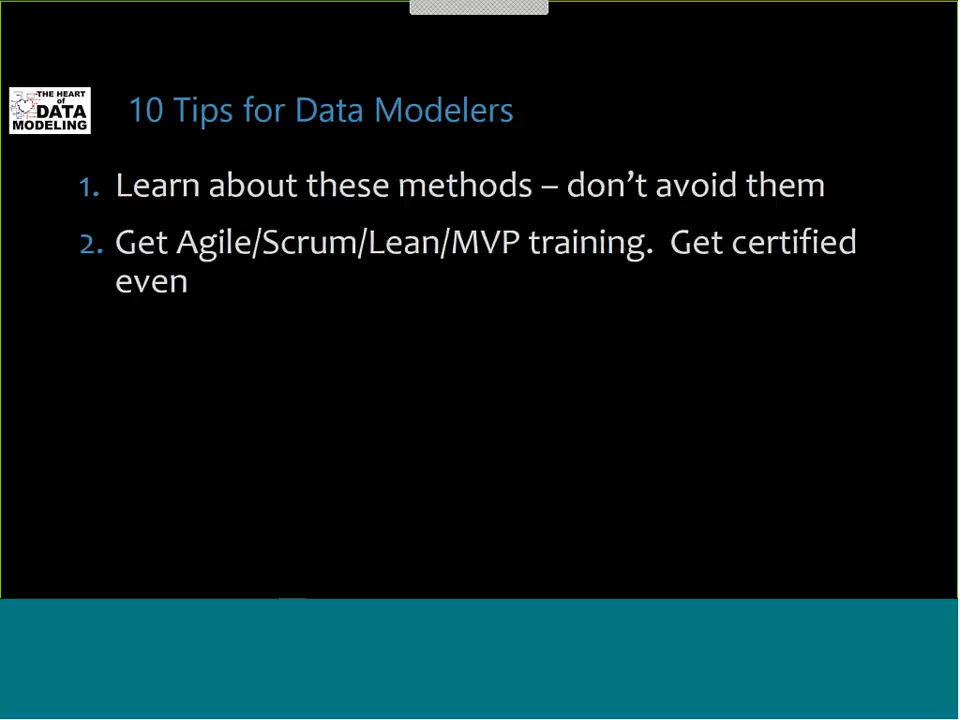 THE HEART
of
DATA
MODELING
10 Tips for Data Modelers
1. Learn about these methods – don’t avoid them
2. Get Agile/Scrum/Lean/MVP training.  Get certified
even